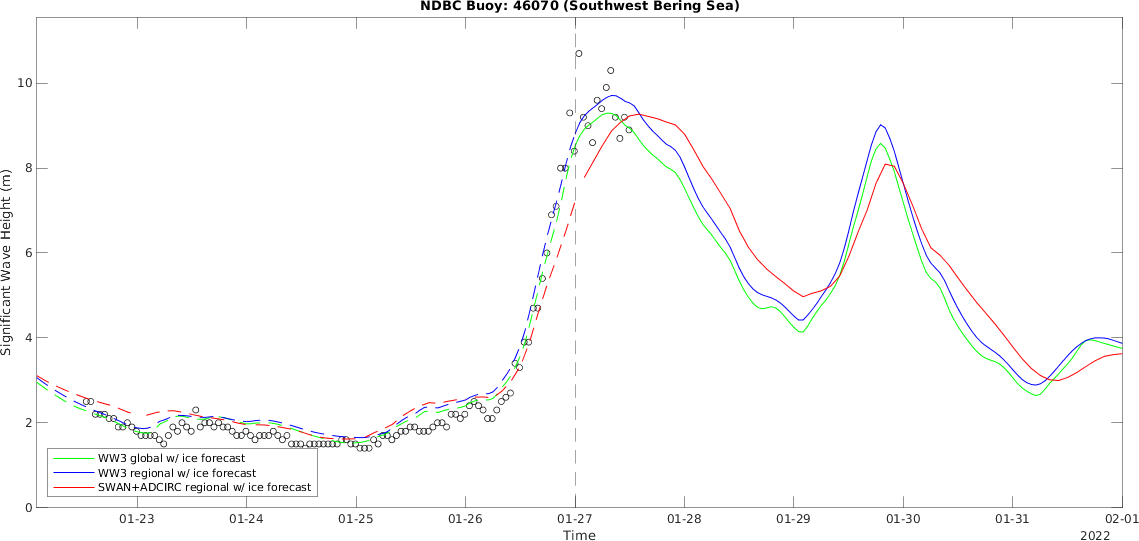 NDBC Buoy: 46070 (Southwest Bering Sea)
Significant Wave Height (m)
10
8
6
4
2
0
WW3 global w/ ice forecast
WW3 regional w/ ice forecast
SWAN+ADCIRC regional w/ ice forecast
01-23 01-24 01-25 01-26 01-27 01-28 01-29 01-30 01-31 02-01
Time
2022